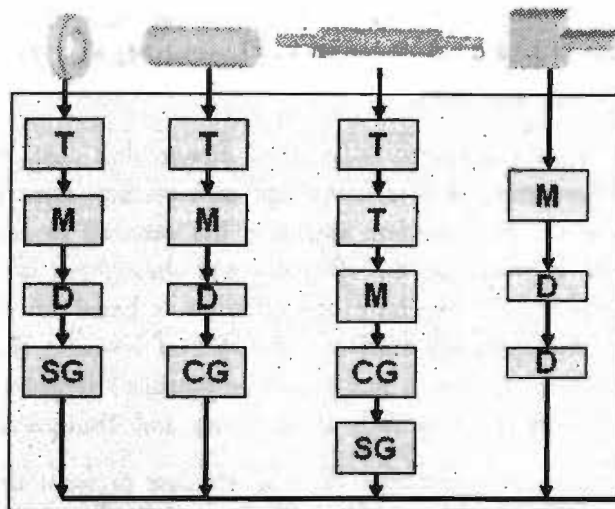 T T T
M M T M
D D M D
SG CG CG D
SG